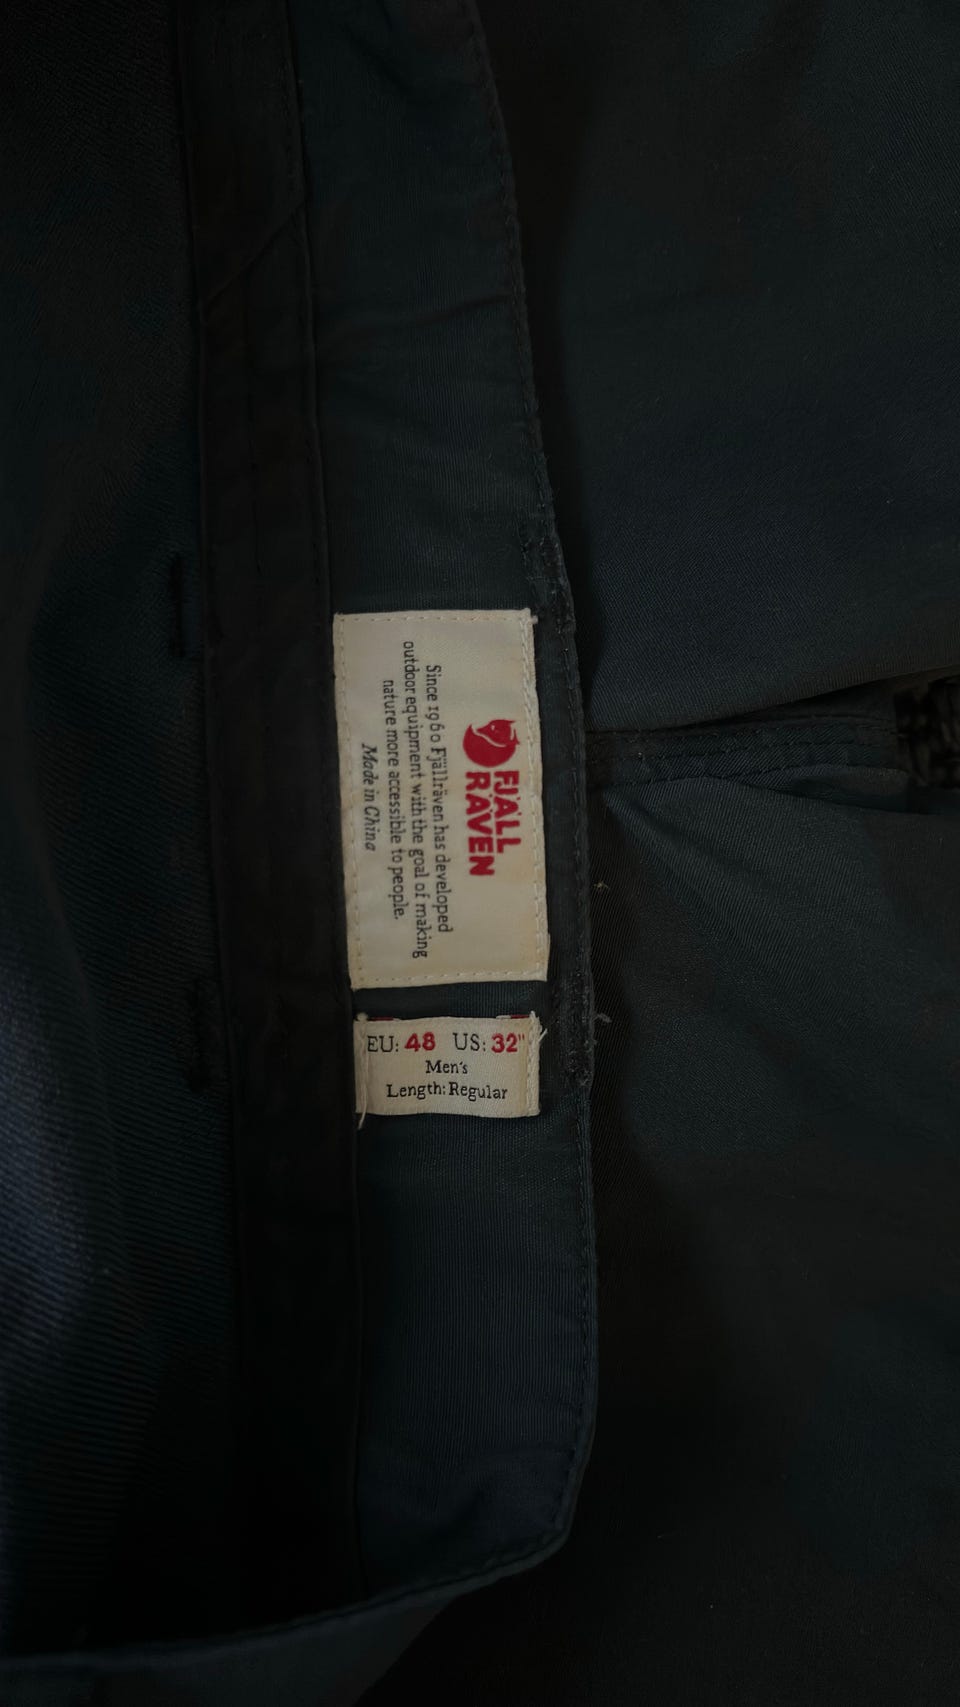 FJÄLL
RÄVEN
Since 1960 Fjällräven has developed
outdoor equipment with the goal of making
nature more accessible to people.
Made in China
EU: 48 US: 32"
Men's
Length: Regular